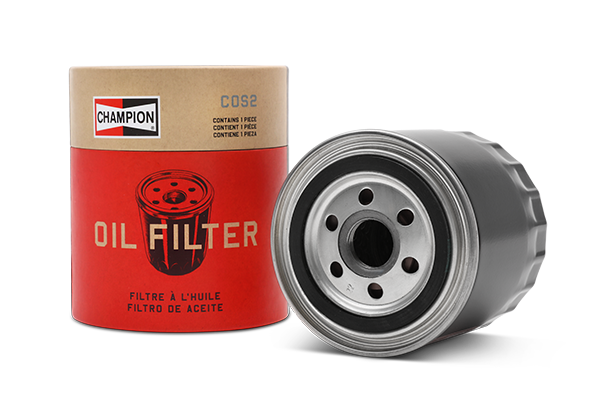 COS2
CHAMPION
®
CONTAINS 1 PIECE
CONTIENT 1 PIÈCE
CONTIENE 1 PIEZA
OIL FILTER
FILTRE À L'HUILE
FILTRO DE ACEITE